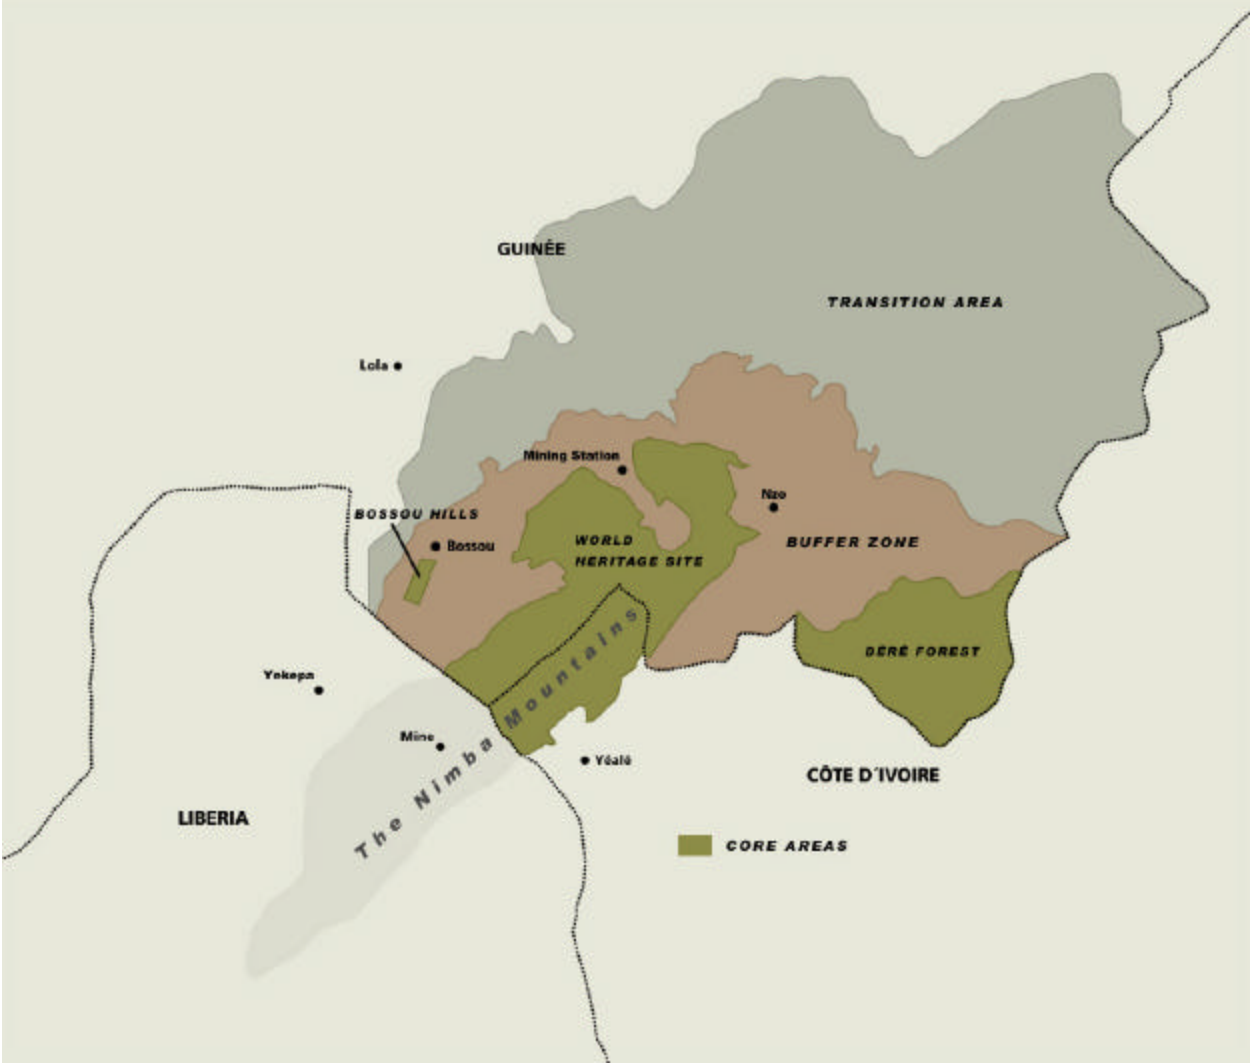 GUINÉE
TRANSITION AREA
Lola
Mining Station
Nzo
BOSSOU HILLS
Bossou
WORLD
HERITAGE SITE
BUFFER ZONE
DÉRÉ FOREST
Yekepa
Mine
The Nimba Mountains
Yéalé
CÔTE D´IVOIRE
LIBERIA
CORE AREAS